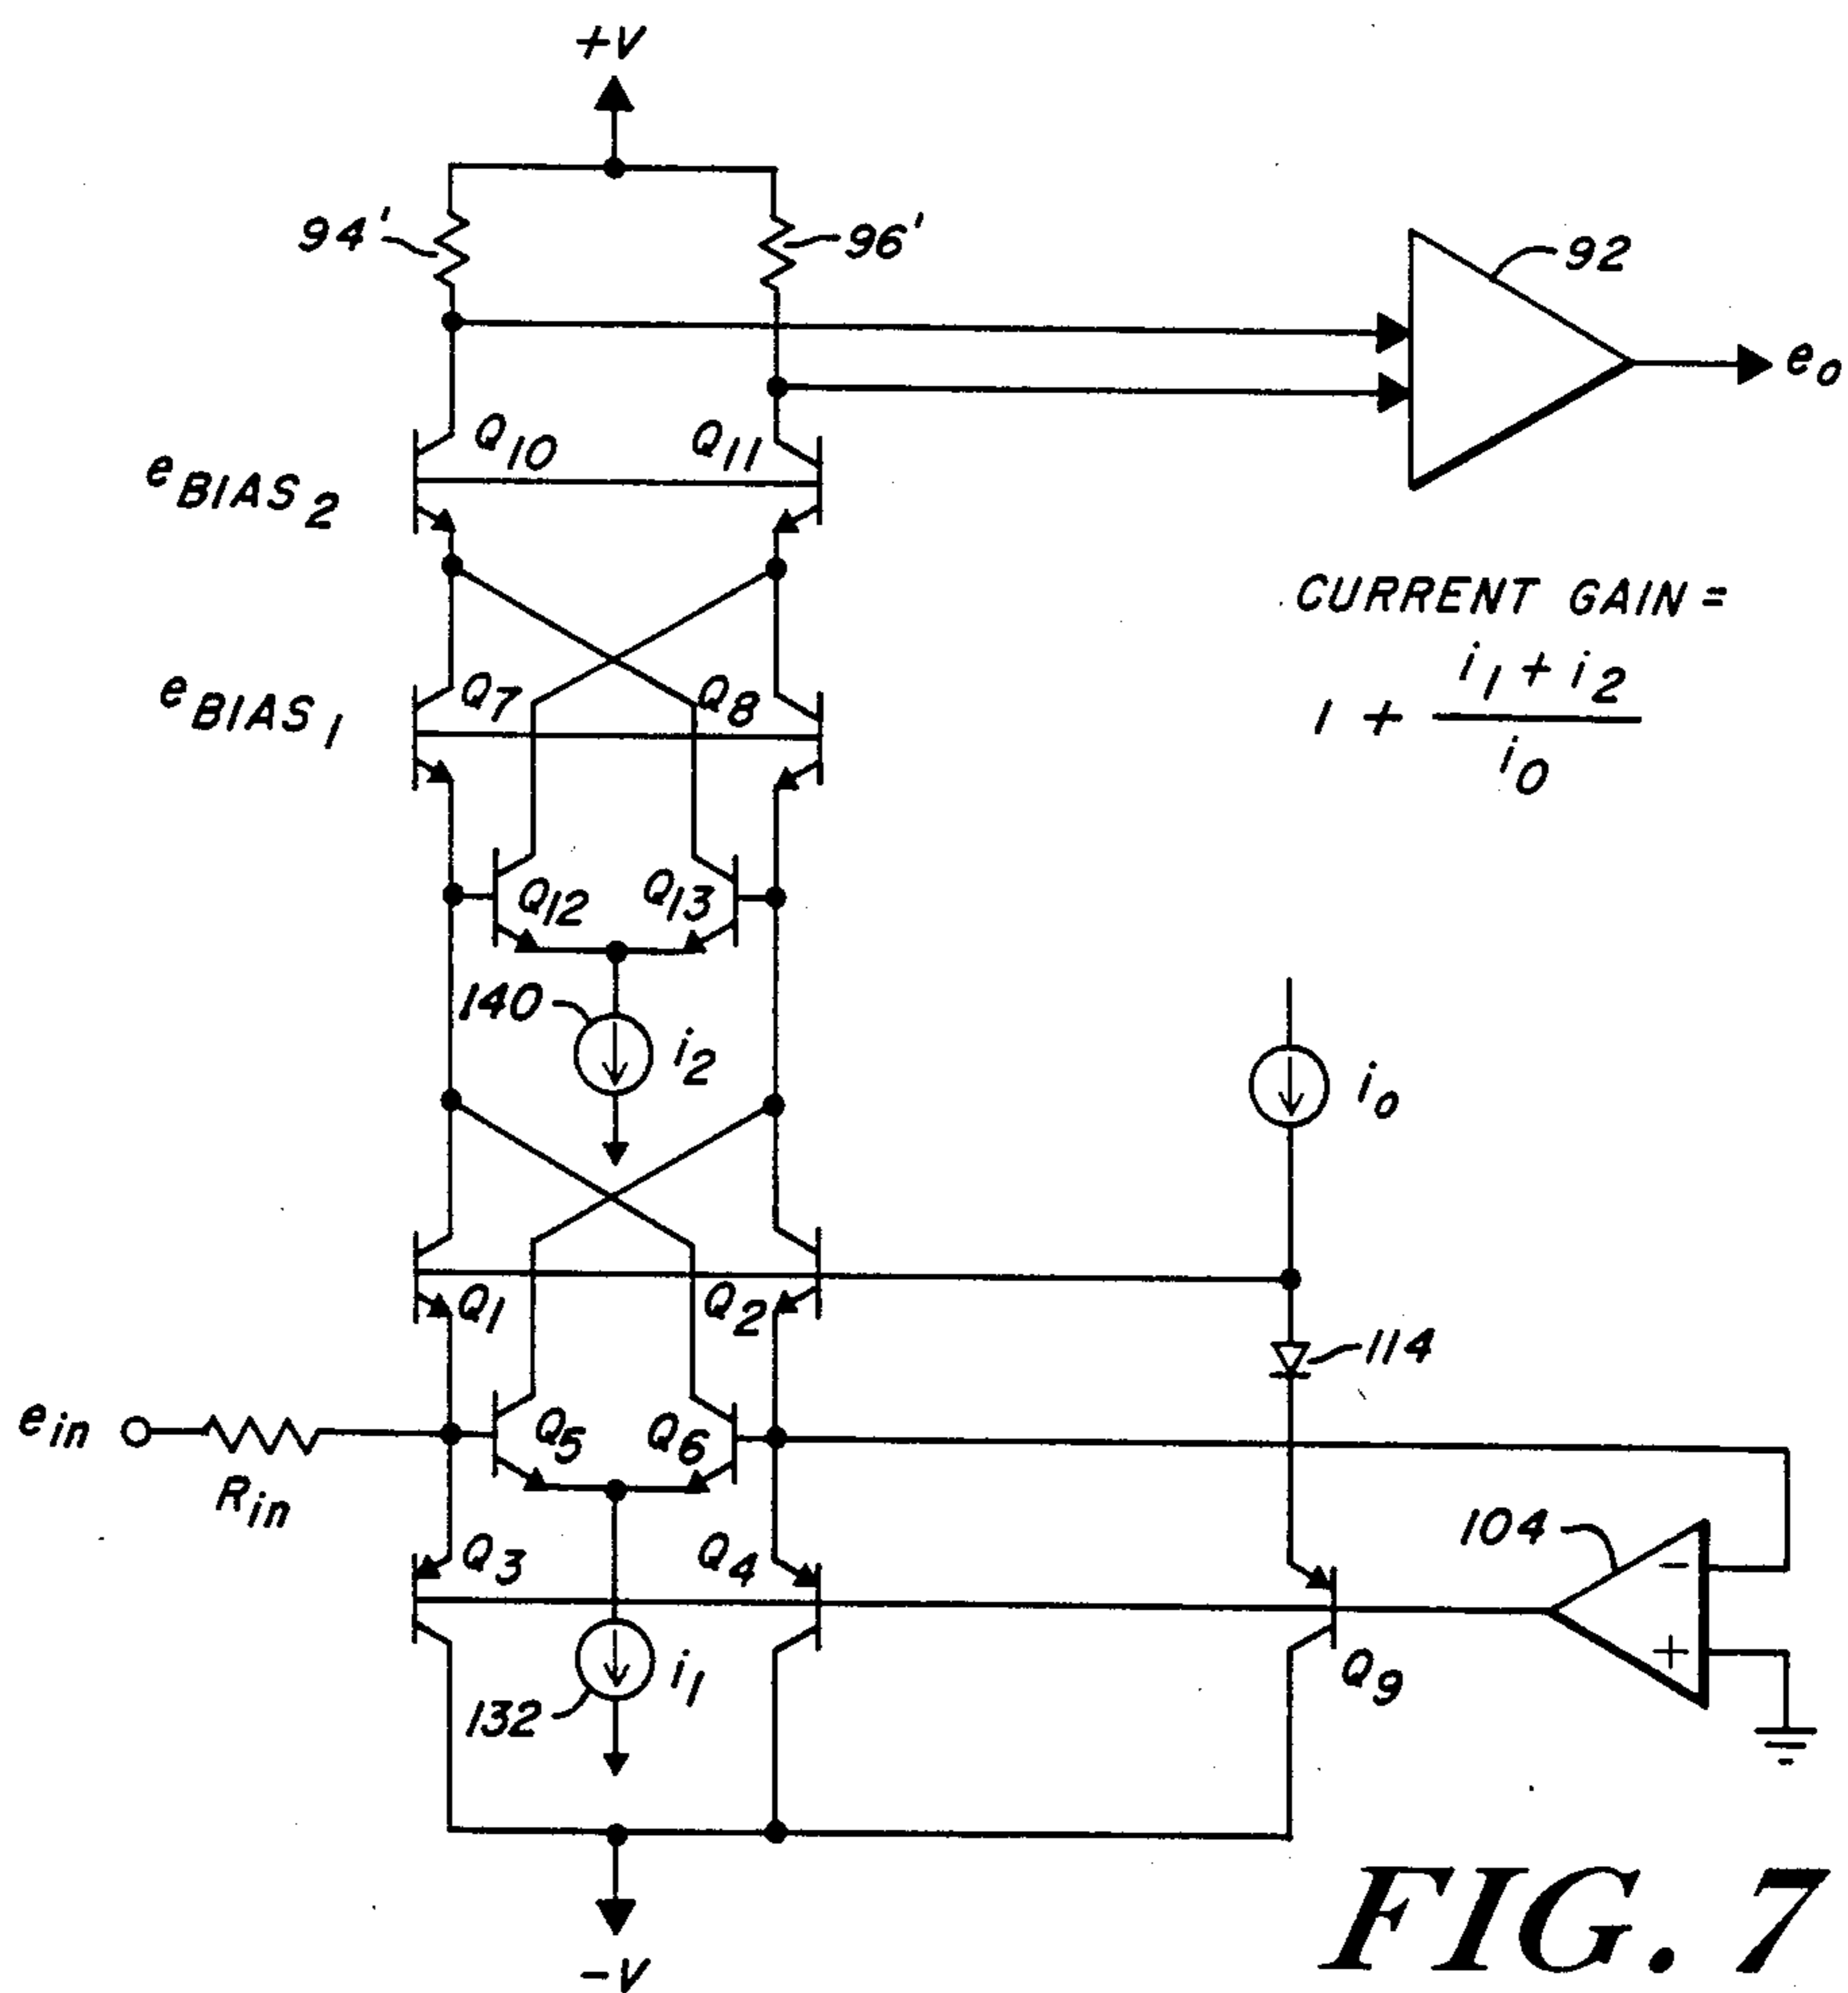 +V
94'
96'
92
e₀
Q10
Q11
eBIAS2
CURRENT GAIN =
1 + i1 + i2 / i0
eBIAS1
Q7
Q8
Q12
Q13
140
i2
i0
Q1
Q2
114
ein
Rin
Q5
Q6
Q3
Q4
104
−
+
132
i1
Q9
-V
FIG. 7